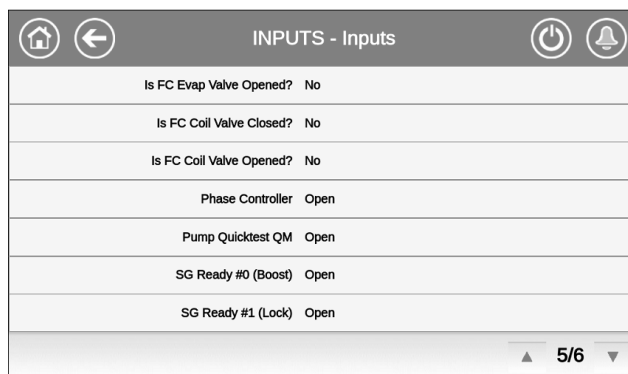 INPUTS - Inputs
Is FC Evap Valve Opened? No
Is FC Coil Valve Closed? No
Is FC Coil Valve Opened? No
Phase Controller Open
Pump Quicktest QM Open
SG Ready #0 (Boost) Open
SG Ready #1 (Lock) Open
5/6